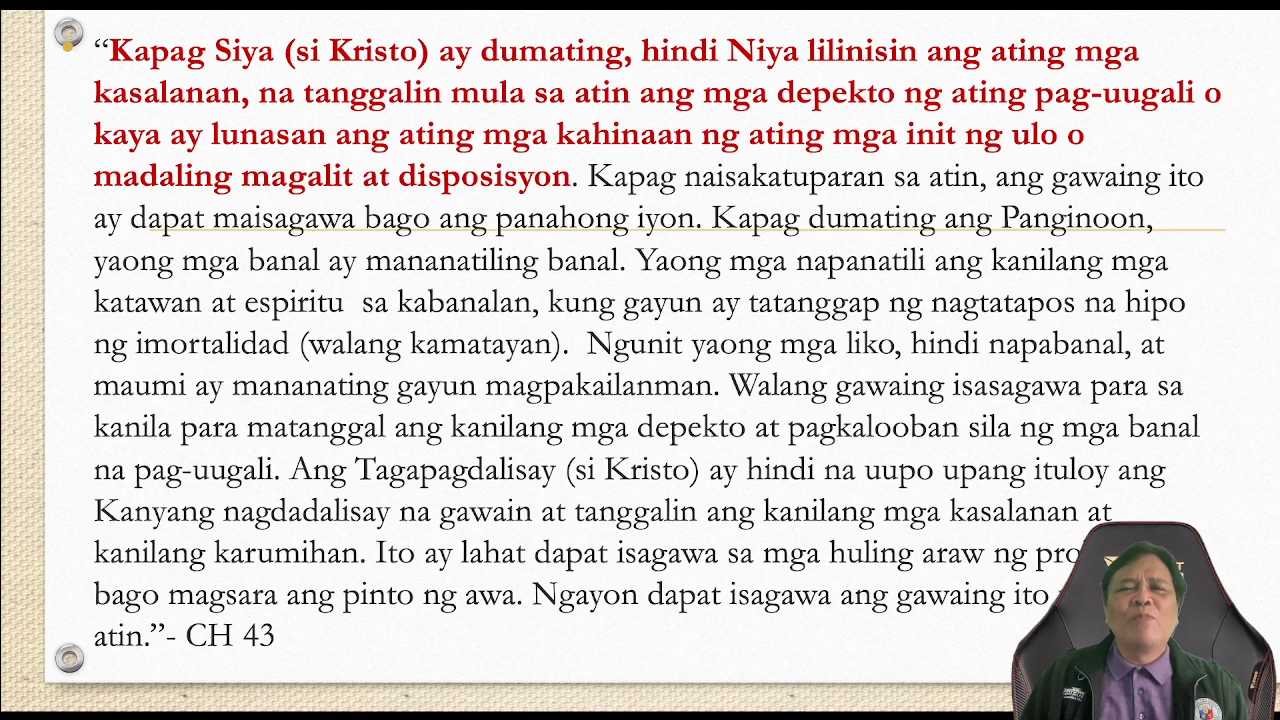 “Kapag Siya (si Kristo) ay dumating, hindi Niya lilinisin ang ating mga
kasalanan, na tanggalin mula sa atin ang mga depekto ng ating pag-uugali o
kaya ay lunasan ang ating mga kahinaan ng ating mga init ng ulo o
madaling magalit at disposisyon. Kapag naisakatuparan sa atin, ang gawaing ito
ay dapat maisagawa bago ang panahong iyon. Kapag dumating ang Panginoon,
yaong mga banal ay mananatiling banal. Yaong mga napanatili ang kanilang mga
katawan at espiritu sa kabanalan, kung gayun ay tatanggap ng nagtatapos na hipo
ng imortalidad (walang kamatayan). Ngunit yaong mga liko, hindi napabanal, at
maumi ay mananating gayun magpakailanman. Walang gawaing isasagawa para sa
kanila para matanggal ang kanilang mga depekto at pagkalooban sila ng mga banal
na pag-uugali. Ang Tagapagdalisay (si Kristo) ay hindi na uupo upang ituloy ang
Kanyang nagdadalisay na gawain at tanggalin ang kanilang mga kasalanan at
kanilang karumihan. Ito ay lahat dapat isagawa sa mga huling araw ng
bago magsara ang pinto ng awa. Ngayon dapat isagawa ang gawaing ito
atin.”- CH 43